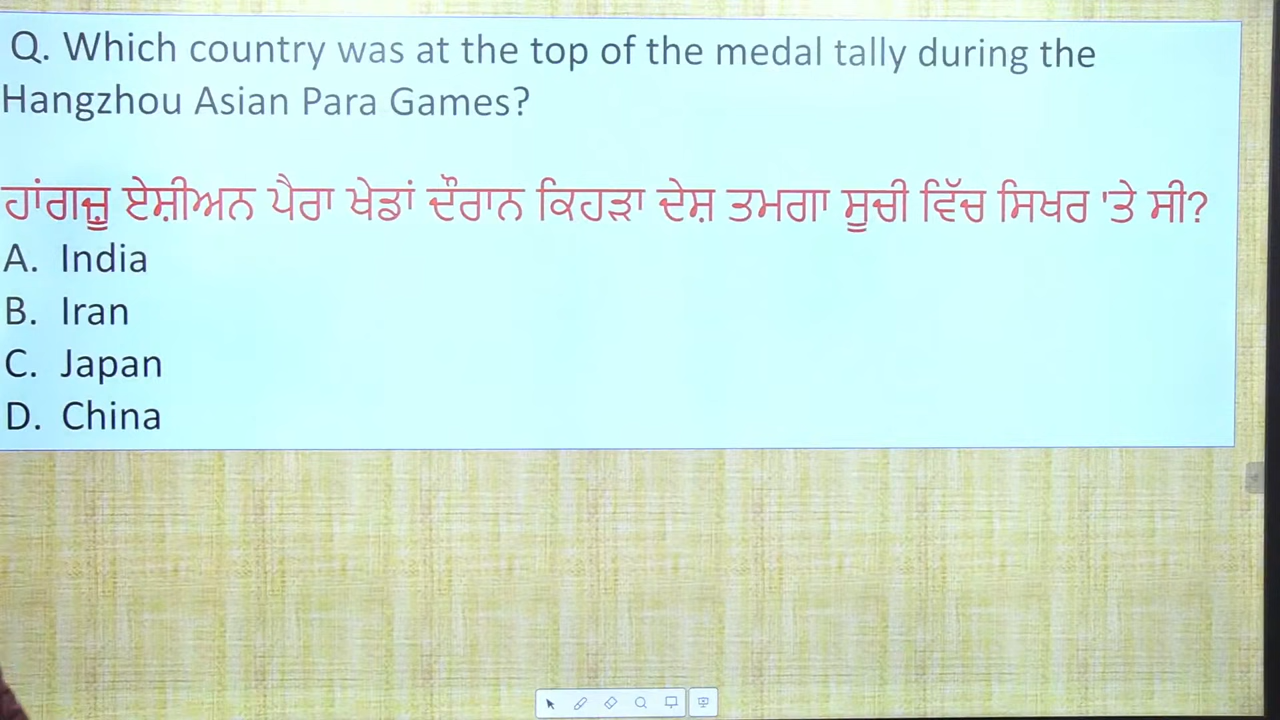 Q. Which country was at the top of the medal tally during the
Hangzhou Asian Para Games?
ਹਾਂਗਜ਼ੂ ਏਸ਼ੀਅਨ ਪੈਰਾ ਖੇਡਾਂ ਦੌਰਾਨ ਕਿਹੜਾ ਦੇਸ਼ ਤਮਗਾ ਸੂਚੀ ਵਿੱਚ ਸਿਖਰ 'ਤੇ ਸੀ?
A. India
B. Iran
C. Japan
D. China